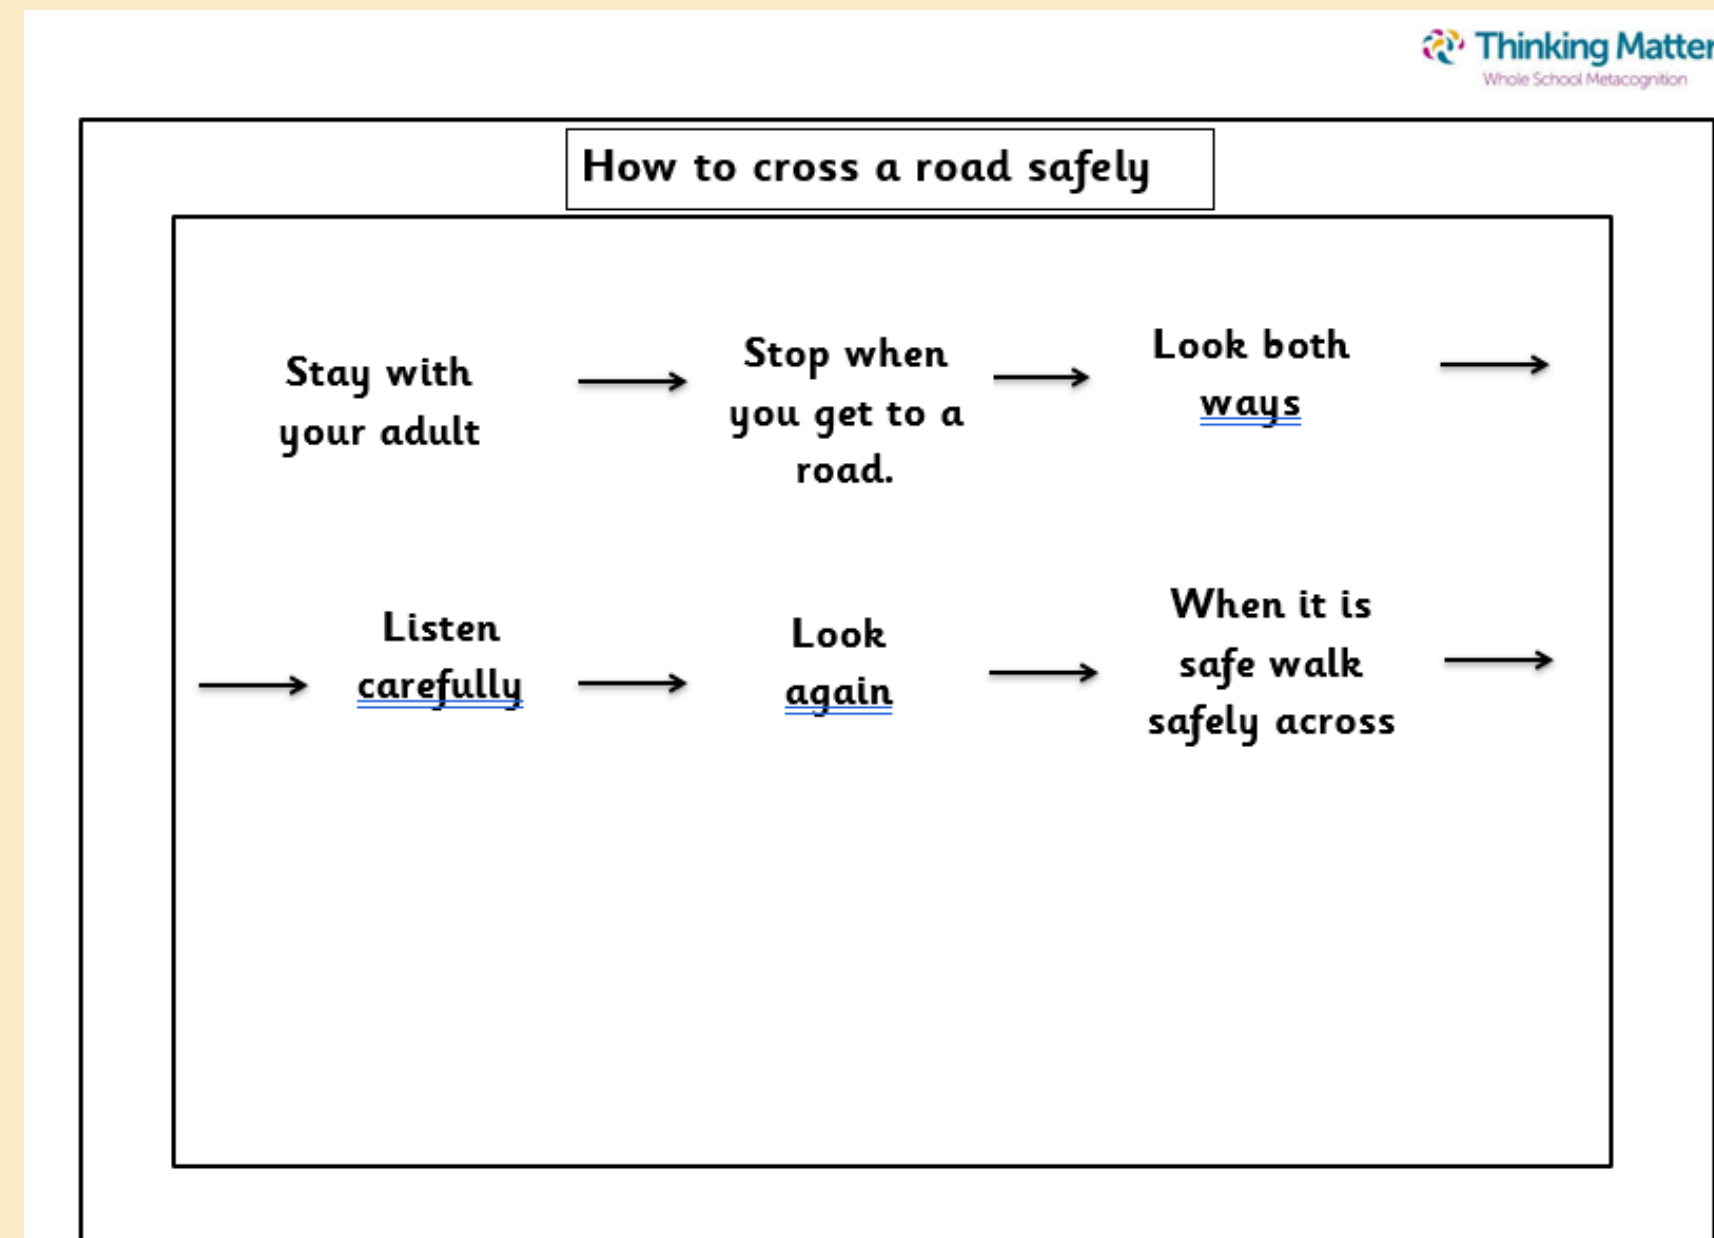 Thinking Matter
Whole School Metacognition
How to cross a road safely
Stay with
your adult
Stop when
you get to a
road.
Look both
ways
Listen
carefully
Look
again
When it is
safe walk
safely across